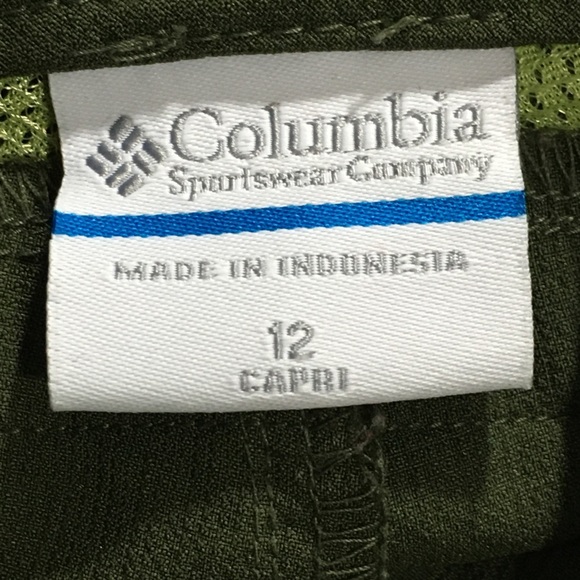 Columbia
Sportswear Company
MADE IN INDONESIA
12
CAPRI